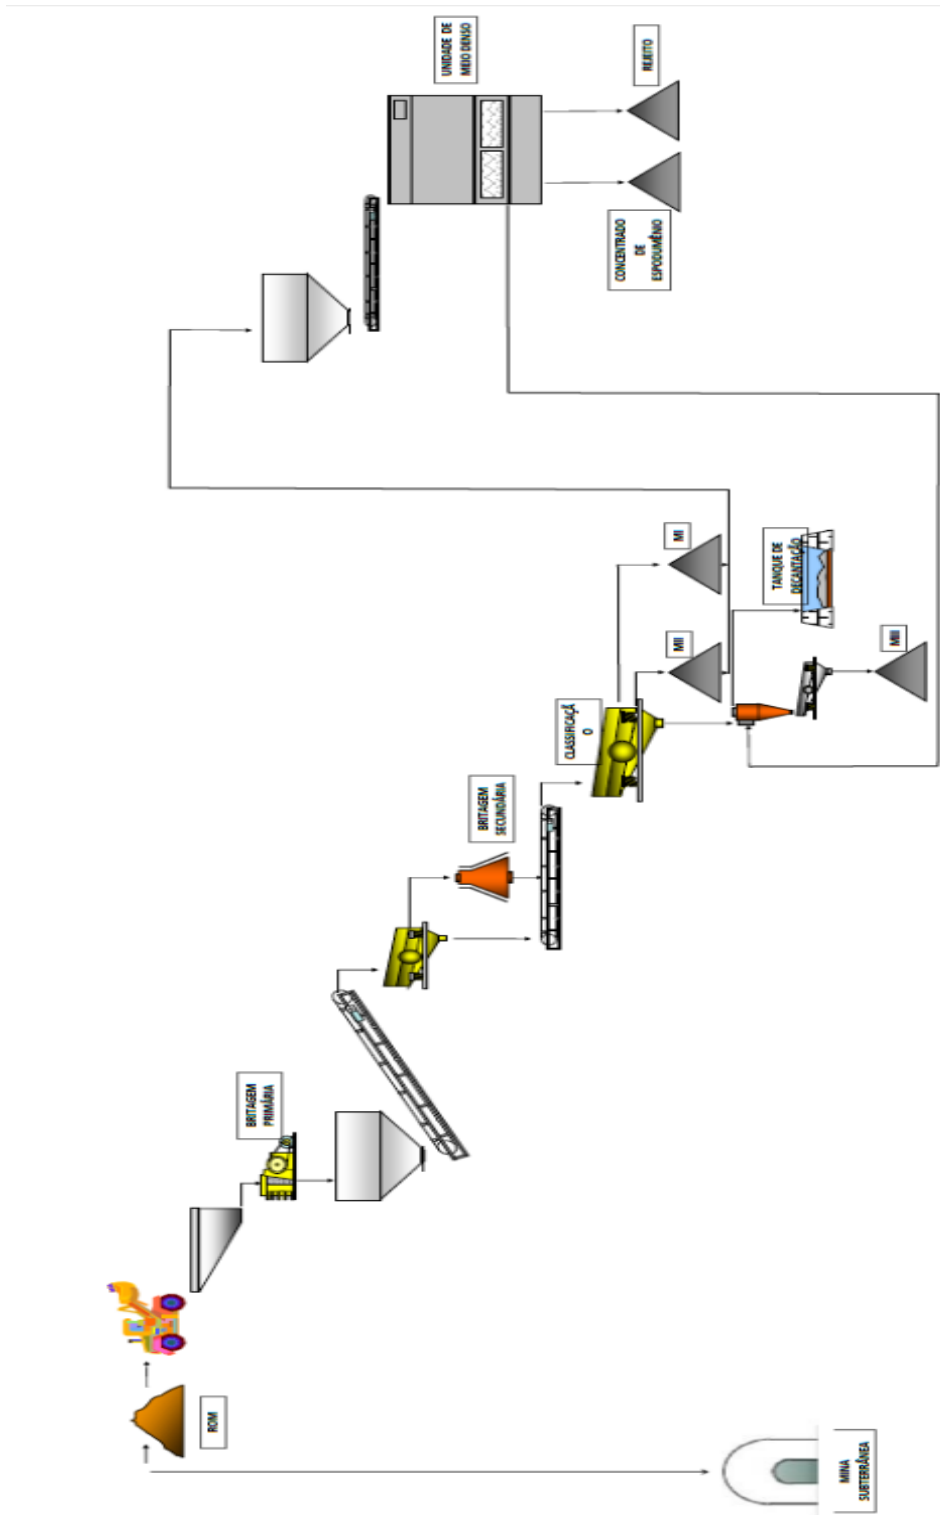 MINA
SUBTERRÂNEA
ROM
BRITAGEM
PRIMÁRIA
BRITAGEM
SECUNDÁRIA
CLASSIFICAÇÃ
O
MII
MI
TANQUE DE
DECANTAÇÃO
MIII
UNIDADE DE
MEIO DENSO
CONCENTRADO
DE
ESPODUMÊNIO
REJEITO